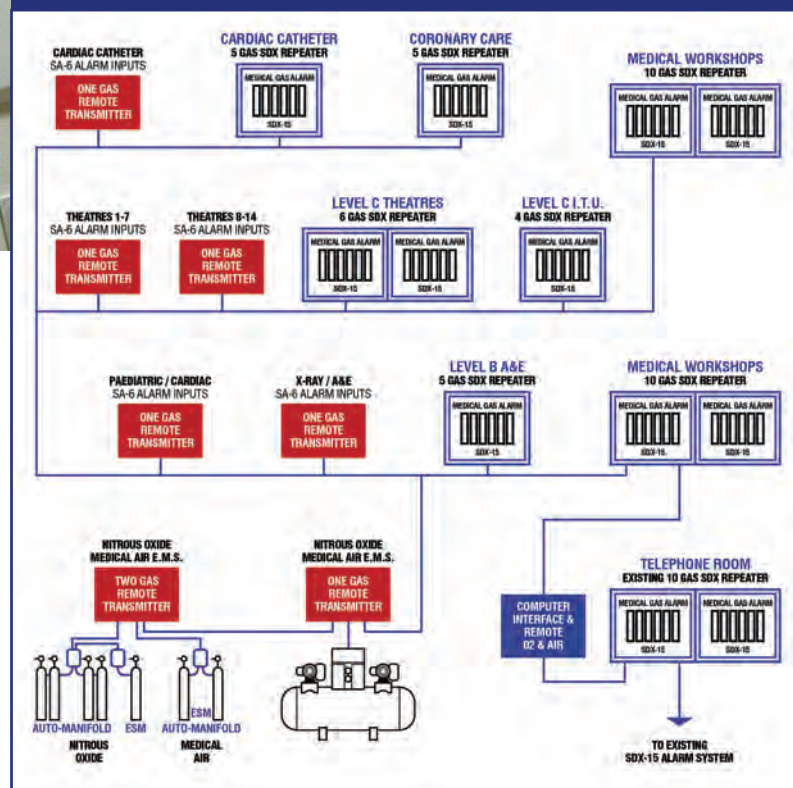 CARDIAC CATHETER
SA-6 ALARM INPUTS
ONE GAS
REMOTE
TRANSMITTER
CARDIAC CATHETER
5 GAS SDX REPEATER
MEDICAL GAS ALARM
SDX-15
CORONARY CARE
5 GAS SDX REPEATER
MEDICAL GAS ALARM
SDX-15
MEDICAL WORKSHOPS
10 GAS SDX REPEATER
MEDICAL GAS ALARM
SDX-15
MEDICAL GAS ALARM
SDX-15
THEATRES 1-7
SA-6 ALARM INPUTS
ONE GAS
REMOTE
TRANSMITTER
THEATRES 8-14
SA-6 ALARM INPUTS
ONE GAS
REMOTE
TRANSMITTER
LEVEL C THEATRES
6 GAS SDX REPEATER
MEDICAL GAS ALARM
SDX-15
MEDICAL GAS ALARM
SDX-15
LEVEL C I.T.U.
4 GAS SDX REPEATER
MEDICAL GAS ALARM
SDX-15
PAEDIATRIC / CARDIAC
SA-6 ALARM INPUTS
ONE GAS
REMOTE
TRANSMITTER
X-RAY / A&E
SA-6 ALARM INPUTS
ONE GAS
REMOTE
TRANSMITTER
LEVEL B A&E
5 GAS SDX REPEATER
MEDICAL GAS ALARM
SDX-15
MEDICAL WORKSHOPS
10 GAS SDX REPEATER
MEDICAL GAS ALARM
SDX-15
MEDICAL GAS ALARM
SDX-15
NITROUS OXIDE
MEDICAL AIR E.M.S.
TWO GAS
REMOTE
TRANSMITTER
NITROUS OXIDE
MEDICAL AIR E.M.S.
ONE GAS
REMOTE
TRANSMITTER
COMPUTER
INTERFACE &
REMOTE
O2 & AIR
TELEPHONE ROOM
EXISTING 10 GAS SDX REPEATER
MEDICAL GAS ALARM
SDX-15
MEDICAL GAS ALARM
SDX-15
AUTO-MANIFOLD
ESM
NITROUS
OXIDE
ESM
AUTO-MANIFOLD
MEDICAL
AIR
TO EXISTING
SDX-15 ALARM SYSTEM